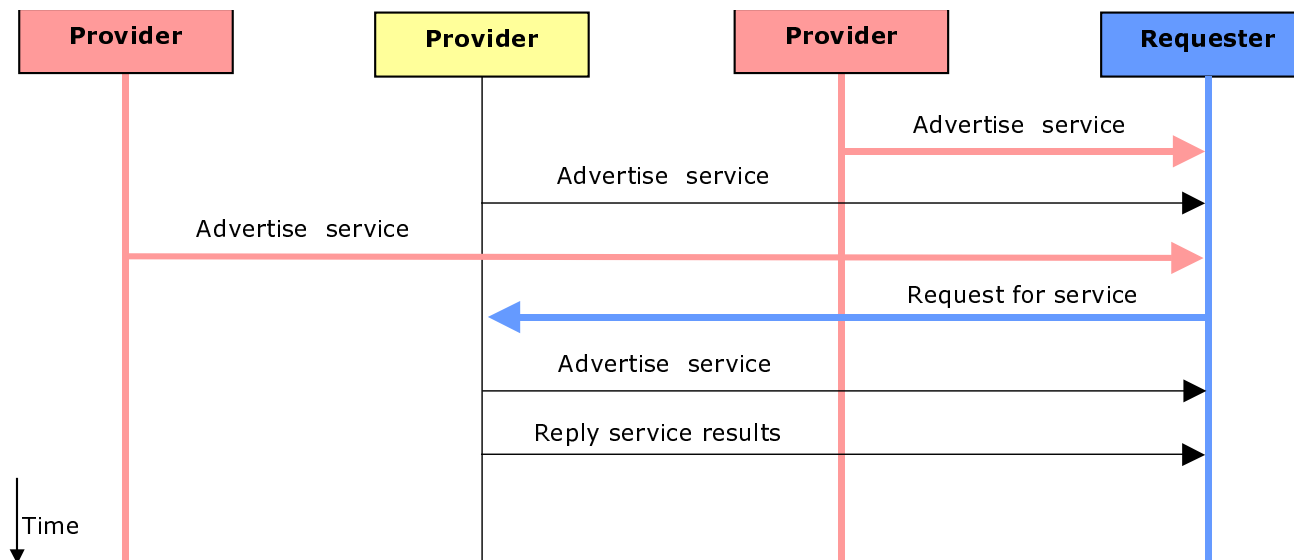 Provider
Provider
Provider
Requester
Advertise service
Advertise service
Advertise service
Request for service
Advertise service
Reply service results
Time